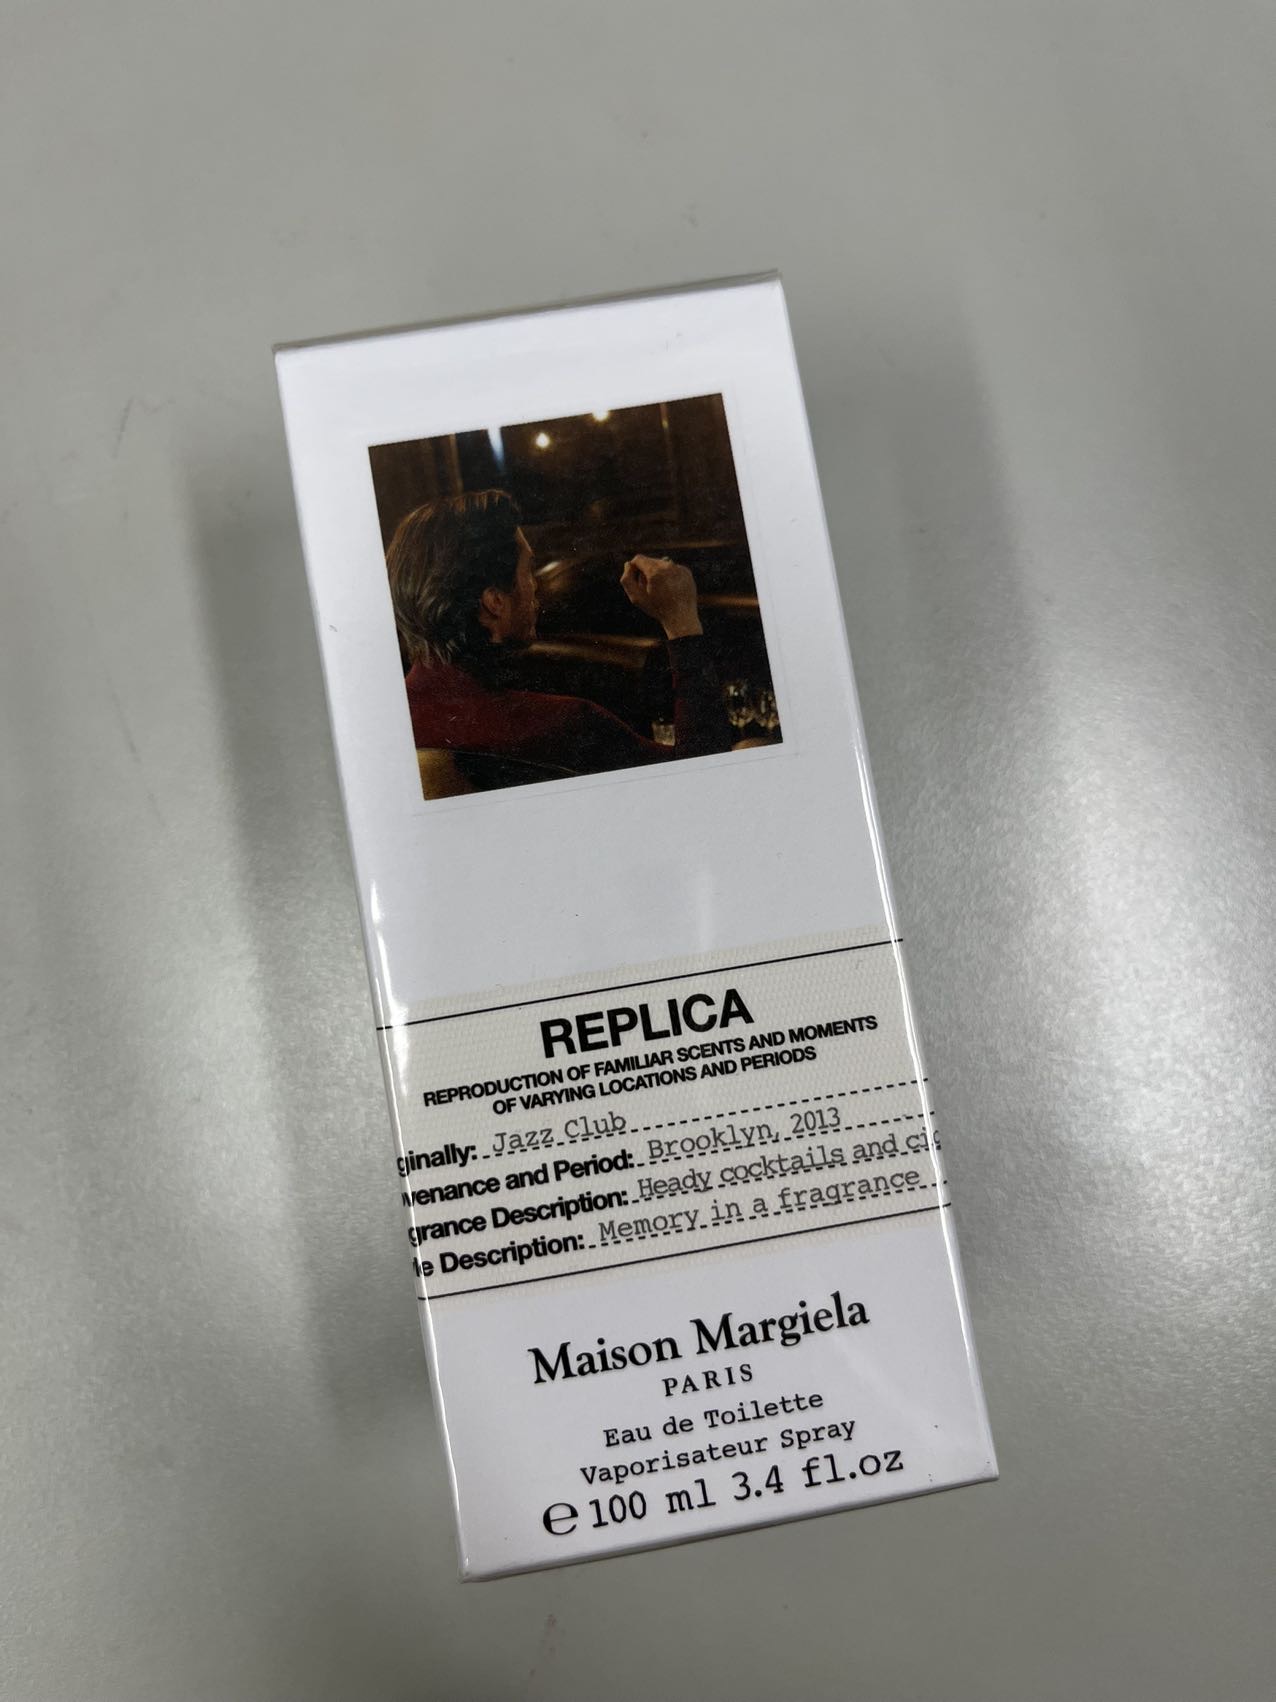 REPLICA
REPRODUCTION OF FAMILIAR SCENTS AND MOMENTS
OF VARYING LOCATIONS AND PERIODS
ginally: Jazz Club
venance and Period: Brooklyn, 2013
grance Description: Heady cocktails and cig
le Description: Memory in a fragrance
Maison Margiela
PARIS
Eau de Toilette
Vaporisateur Spray
℮ 100 ml 3.4 fl.oz